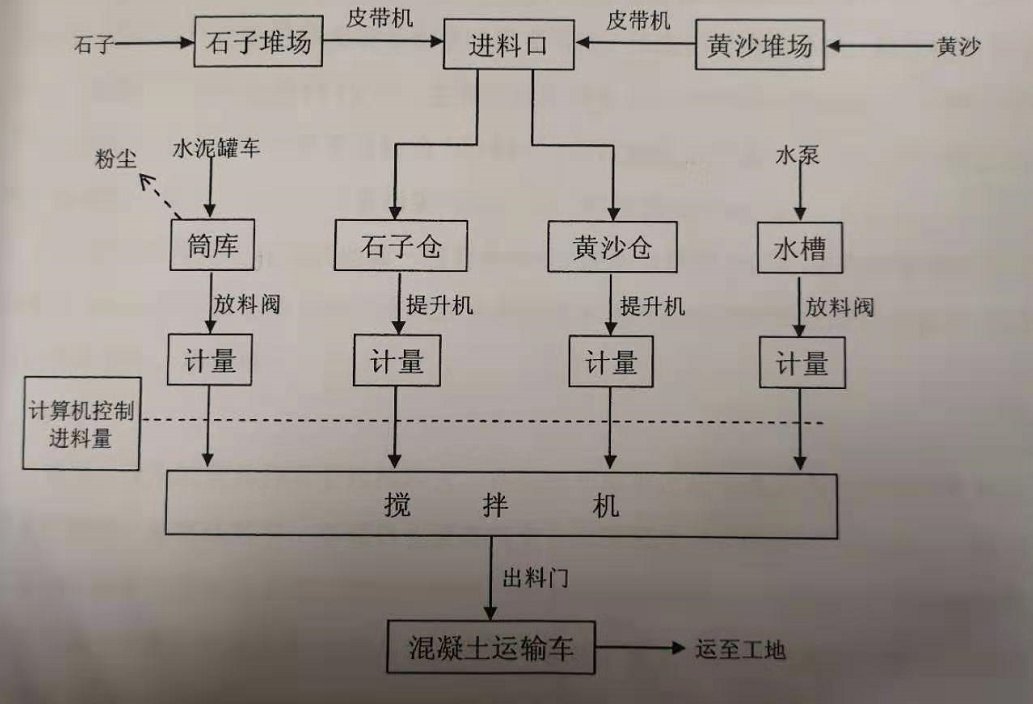 皮带机
皮带机
石子
石子堆场
进料口
黄沙堆场
黄沙
粉尘
水泥罐车
水泵
筒库
石子仓
黄沙仓
水槽
放料阀
提升机
提升机
放料阀
计量
计量
计量
计量
计算机控制
进料量
搅拌机
出料门
混凝土运输车
运至工地